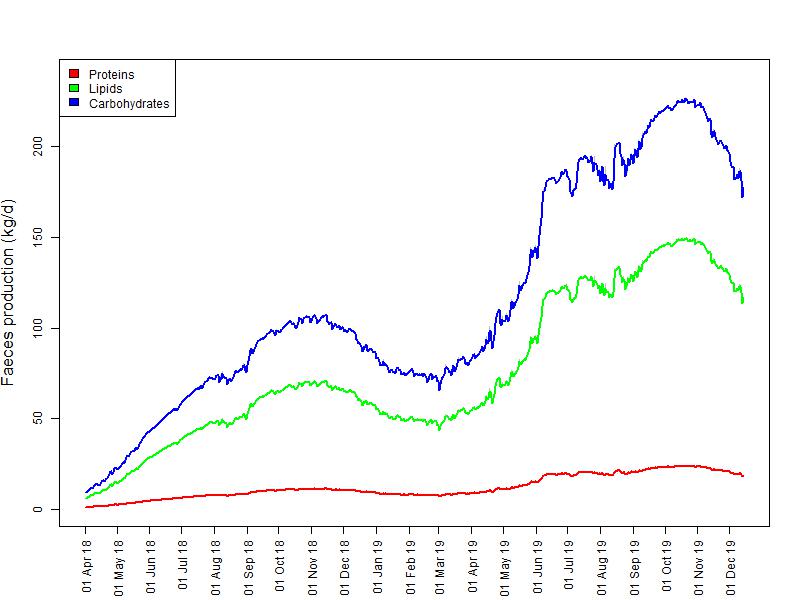 Proteins
Lipids
Carbohydrates
Faeces production (kg/d)
200
150
100
50
0
01 Apr 18
01 May 18
01 Jun 18
01 Jul 18
01 Aug 18
01 Sep 18
01 Oct 18
01 Nov 18
01 Dec 18
01 Jan 19
01 Feb 19
01 Mar 19
01 Apr 19
01 May 19
01 Jun 19
01 Jul 19
01 Aug 19
01 Sep 19
01 Oct 19
01 Nov 19
01 Dec 19